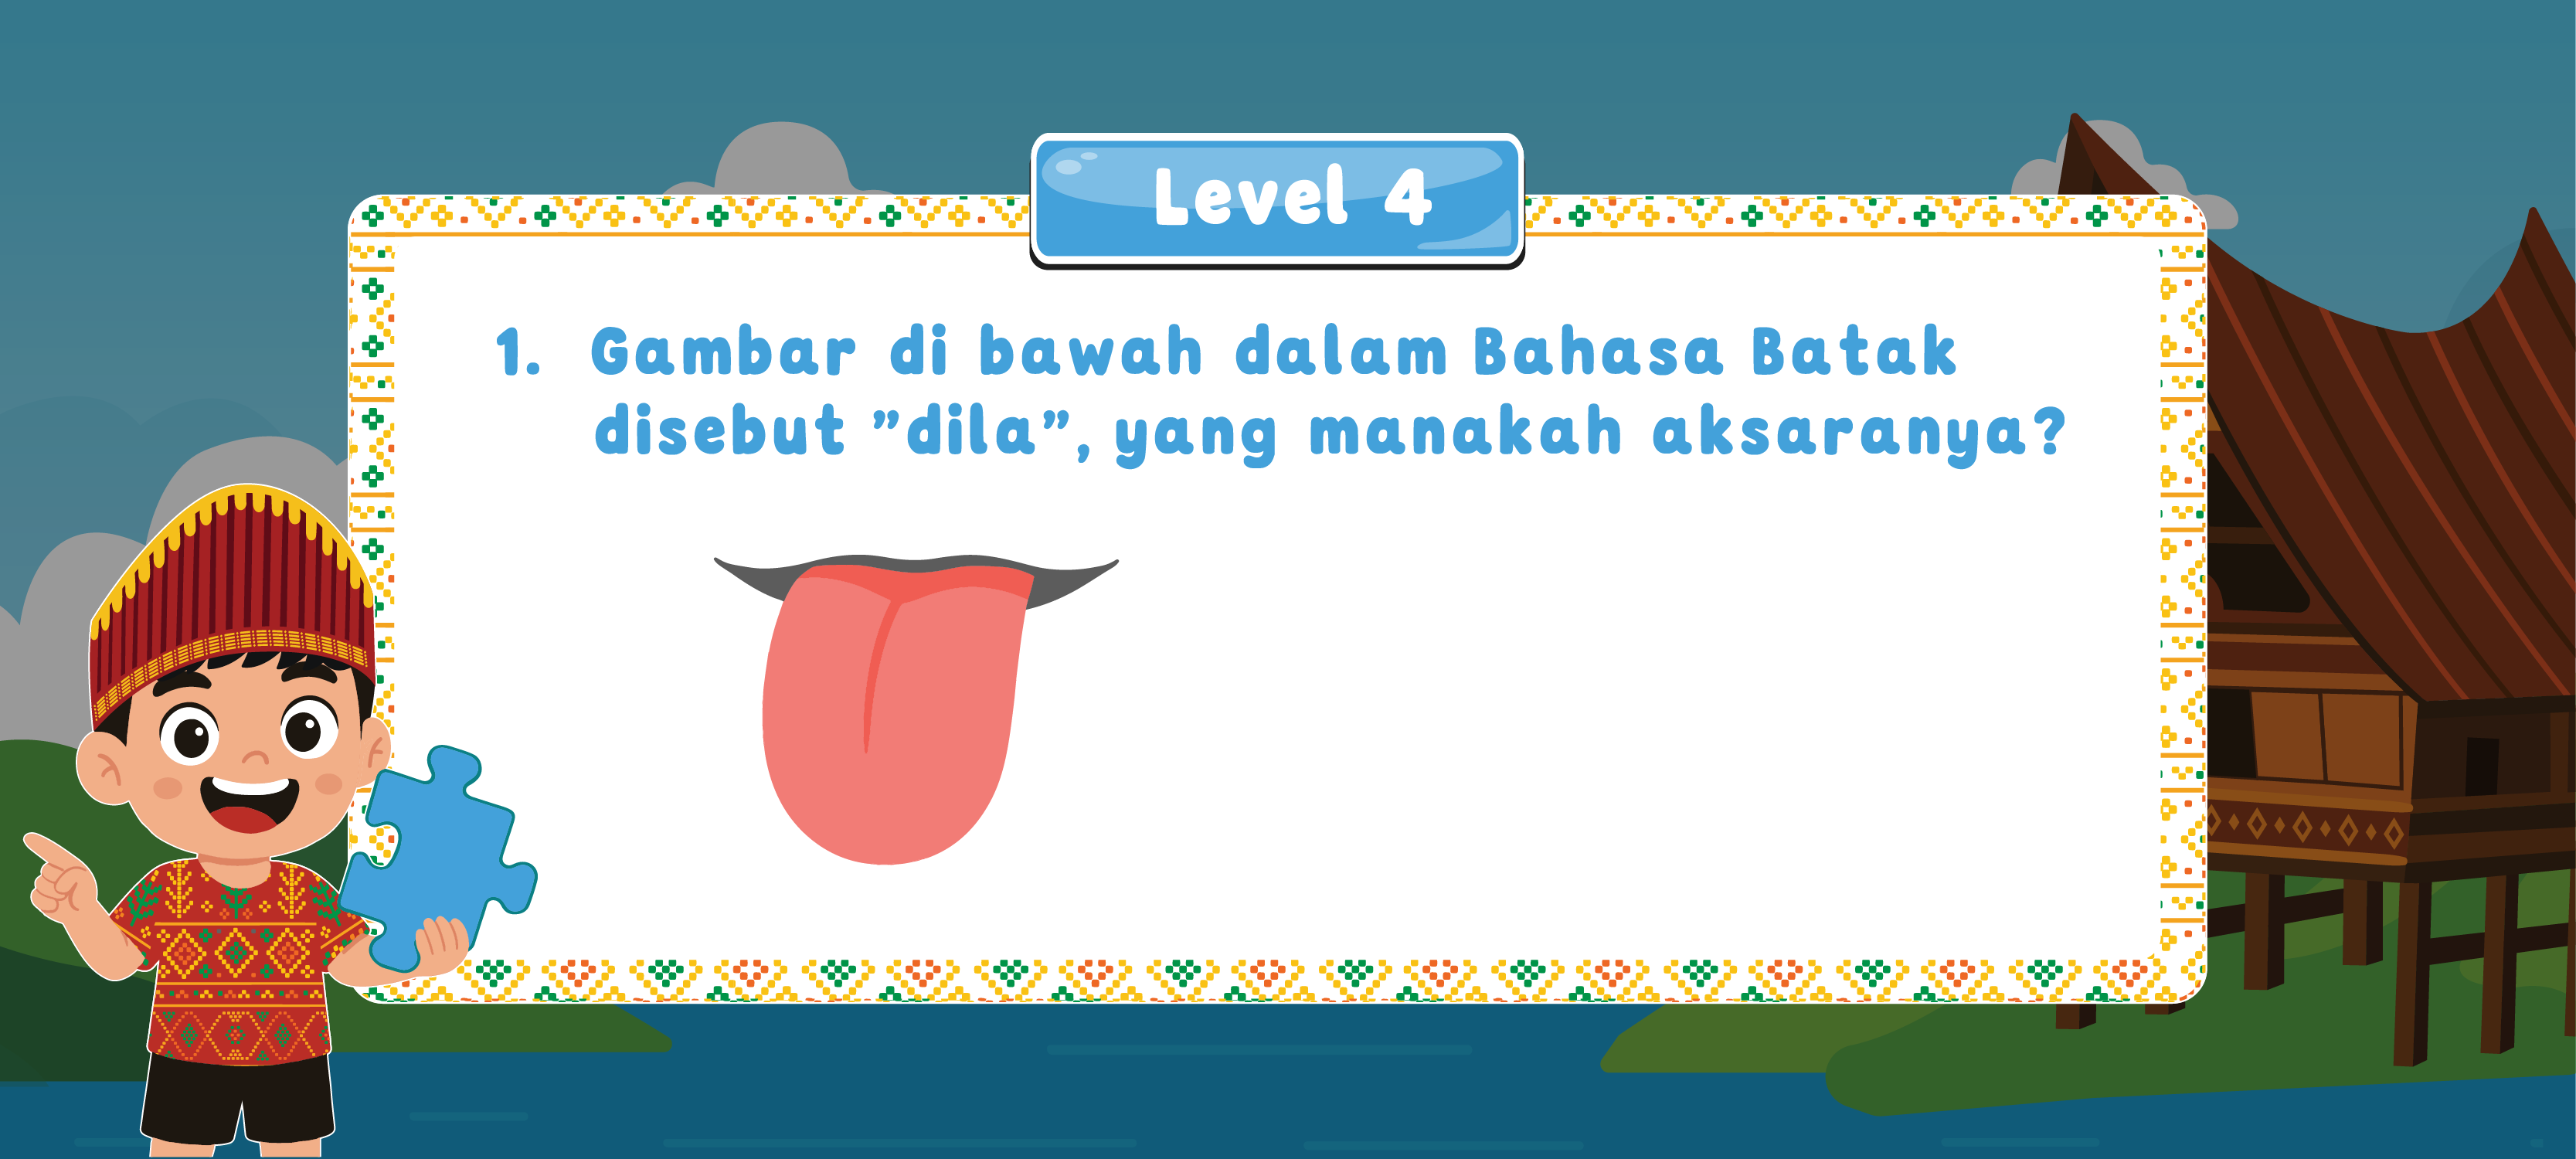 Level 4
1. Gambar di bawah dalam Bahasa Batak
disebut ”dila”, yang manakah aksaranya?